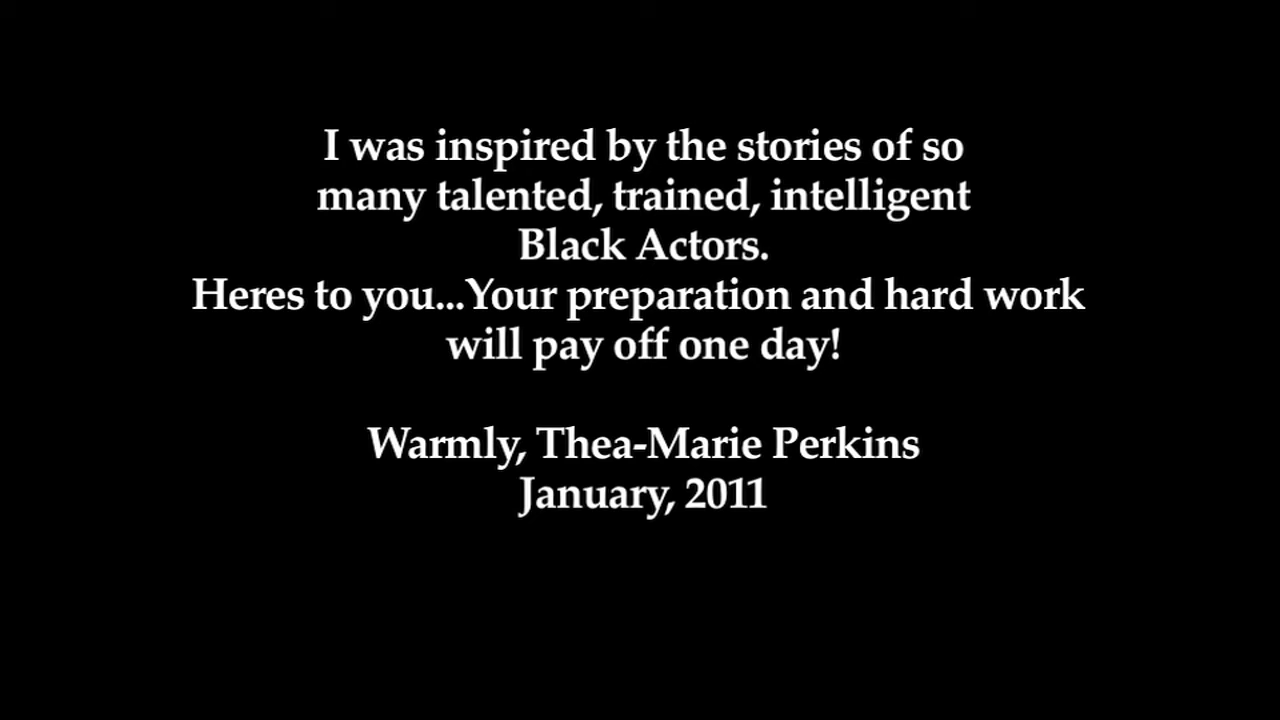 I was inspired by the stories of so
many talented, trained, intelligent
Black Actors.
Heres to you...Your preparation and hard work
will pay off one day!
Warmly, Thea-Marie Perkins
January, 2011